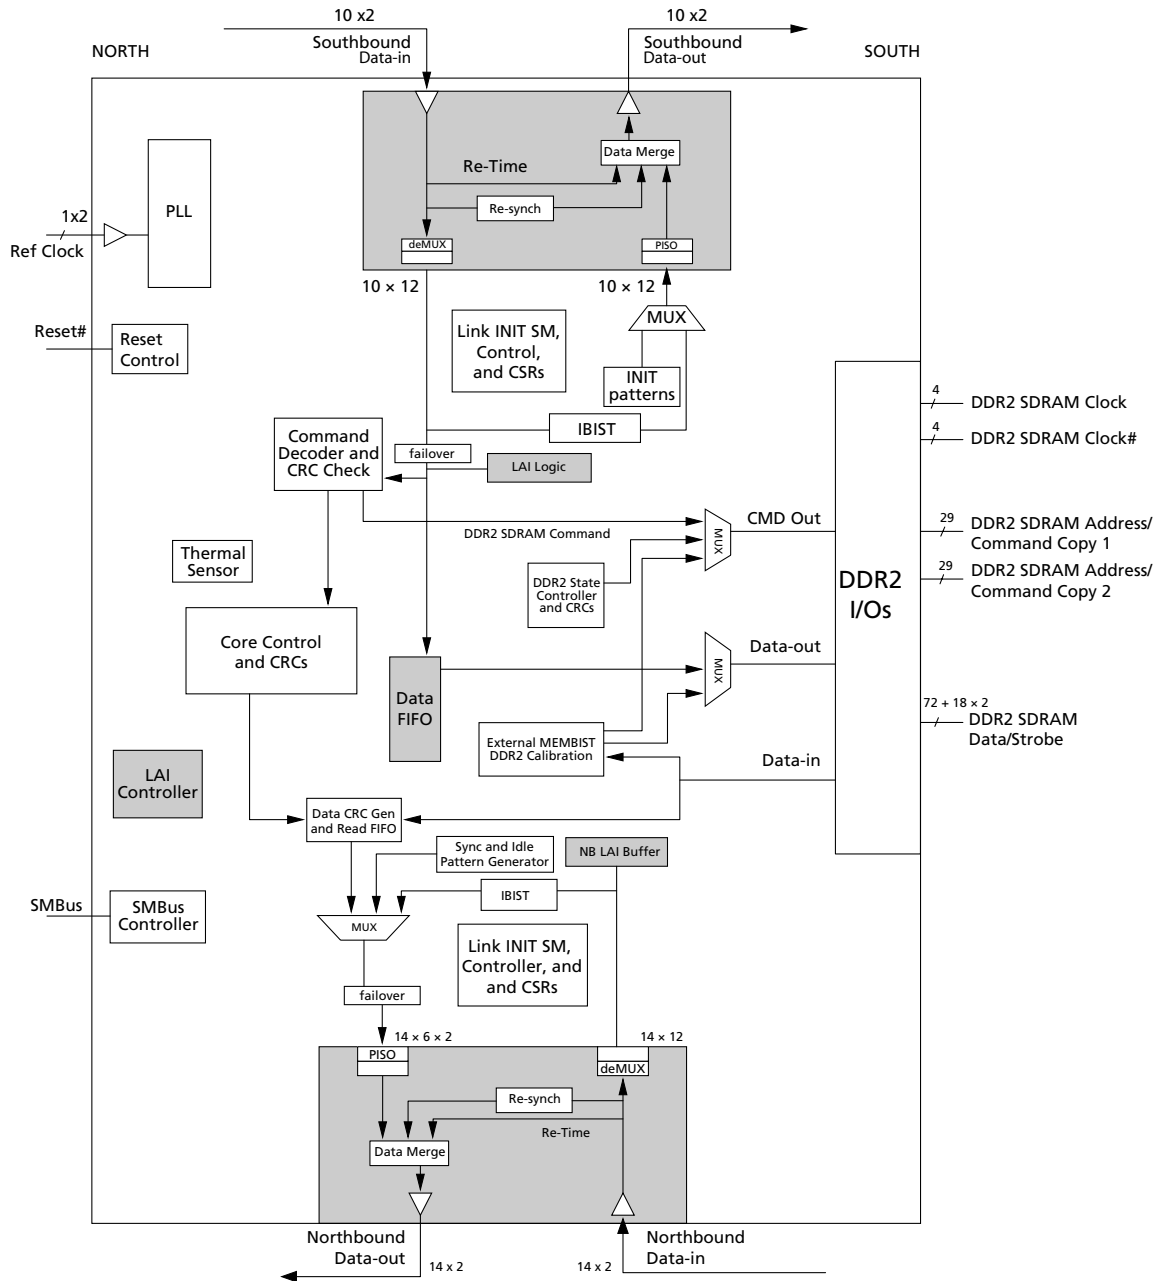 10 x2
10 x2
NORTH
Southbound
Data-in
Southbound
Data-out
SOUTH
Data Merge
Re-Time
PLL
Re-synch
1x2
Ref Clock
deMUX
PISO
10 × 12
10 × 12
MUX
Reset#
Reset
Control
Link INIT SM,
Control,
and CSRs
INIT
patterns
4
DDR2 SDRAM Clock
IBIST
4
DDR2 SDRAM Clock#
Command
Decoder and
CRC Check
failover
LAI Logic
DDR2 SDRAM Command
MUX
CMD Out
29
DDR2 SDRAM Address/
Command Copy 1
Thermal
Sensor
DDR2 State
Controller
and CRCs
DDR2
I/Os
29
DDR2 SDRAM Address/
Command Copy 2
Core Control
and CRCs
MUX
Data-out
Data
FIFO
72 + 18 × 2
DDR2 SDRAM
Data/Strobe
External MEMBIST
DDR2 Calibration
Data-in
LAI
Controller
Data CRC Gen
and Read FIFO
Sync and Idle
Pattern Generator
NB LAI Buffer
IBIST
SMBus
SMBus
Controller
MUX
Link INIT SM,
Controller, and
and CSRs
failover
14 × 6 × 2
14 × 12
PISO
deMUX
Re-synch
Re-Time
Data Merge
Northbound
Data-out
14 x 2
Northbound
Data-in
14 x 2